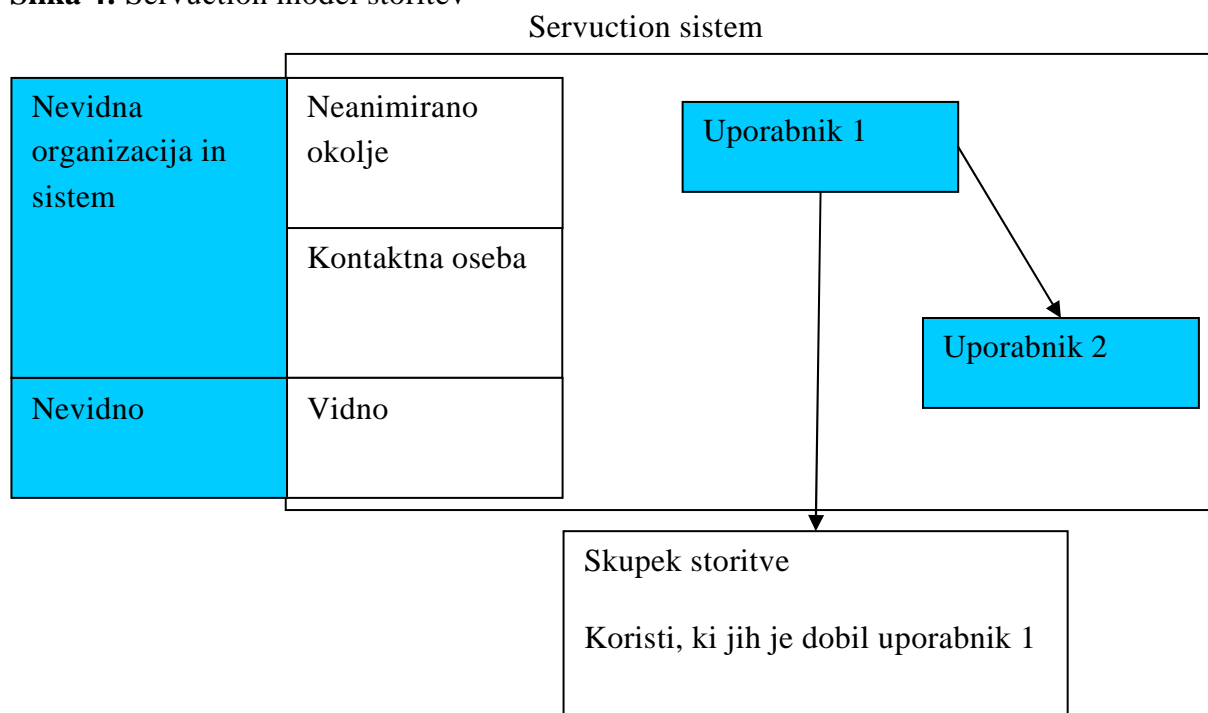 Slika 4: Servuction model storitev
Servuction sistem
Nevidna
organizacija in
sistem
Neanimirano
okolje
Kontaktna oseba
Nevidno
Vidno
Uporabnik 1
Uporabnik 2
Skupek storitve
Koristi, ki jih je dobil uporabnik 1